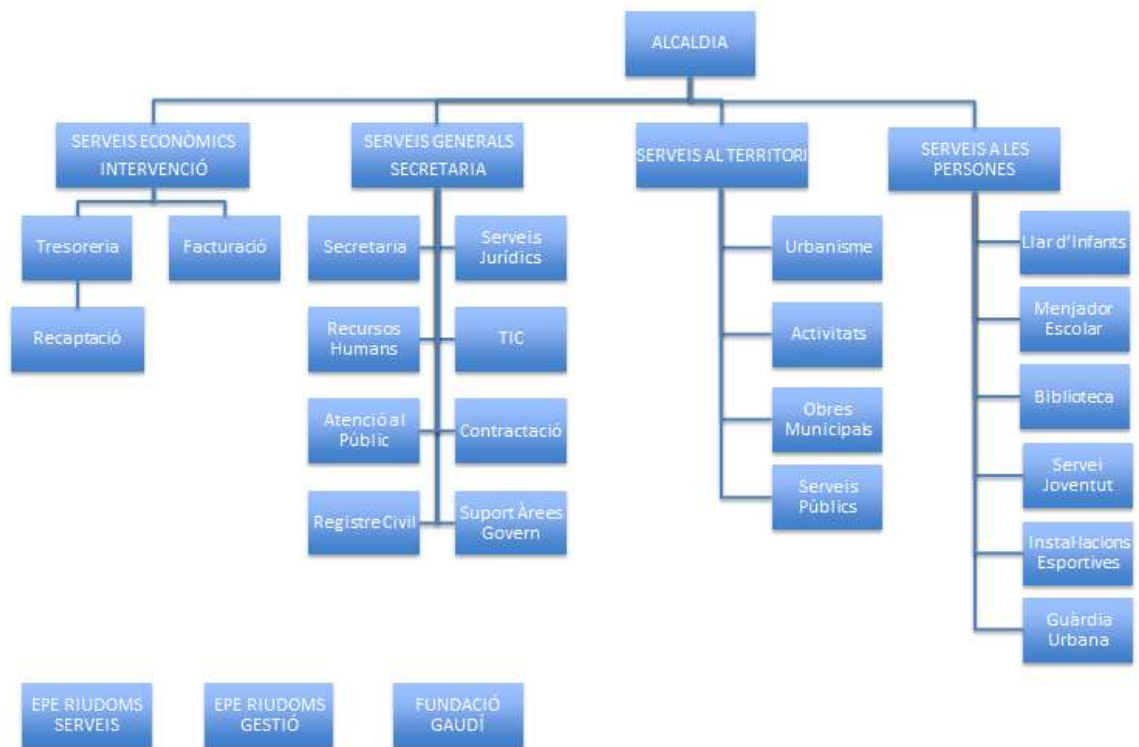 ALCALDIA
SERVEIS ECONÒMICS
INTERVENCIÓ
SERVEIS GENERALS
SECRETARIA
SERVEIS AL TERRITORI
SERVEIS A LES
PERSONES
Tresoreria
Facturació
Recaptació
Secretaria
Serveis
Jurídics
Recursos
Humans
TIC
Atenció al
Públic
Contractació
Registre Civil
Suport Àrees
Govern
Urbanisme
Activitats
Obres
Municipals
Serveis
Públics
Llar d'Infants
Menjador
Escolar
Biblioteca
Servei
Joventut
Instal·lacions
Esportives
Guàrdia
Urbana
EPE RIUDOMS
SERVEIS
EPE RIUDOMS
GESTIÓ
FUNDACIÓ
GAUDÍ